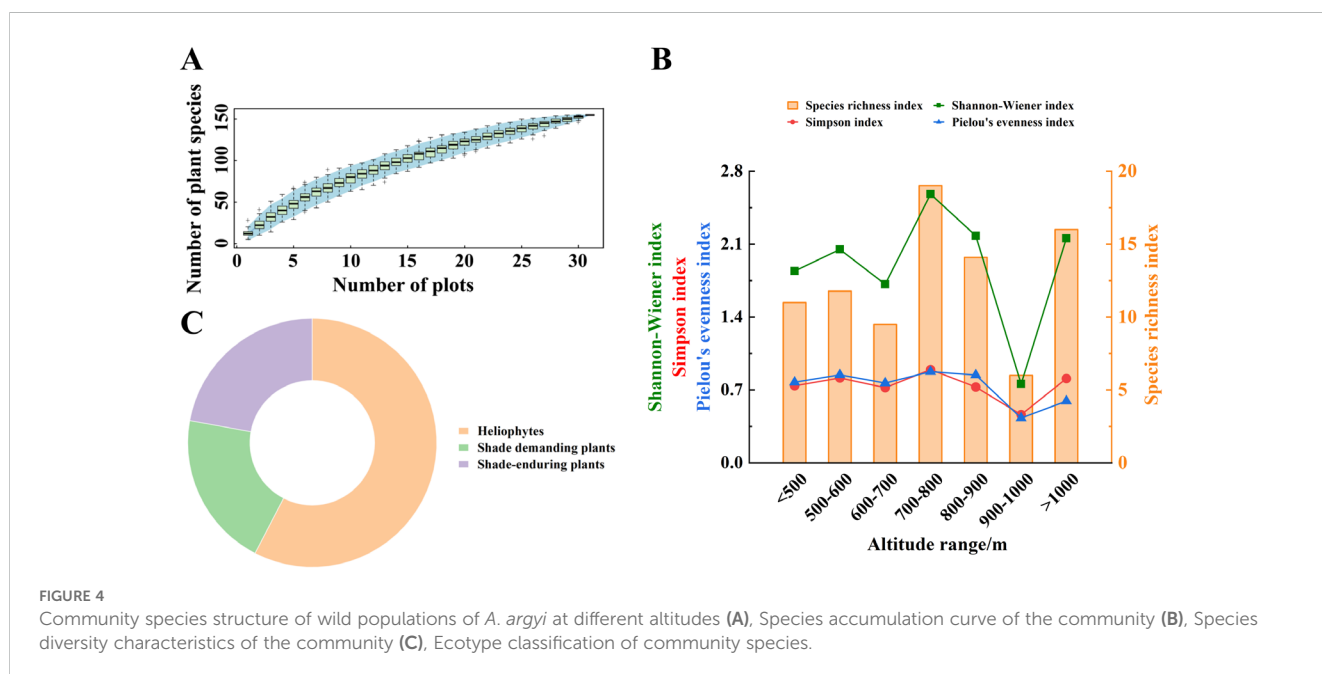 A
Number of plant species
150
100
50
0
0 5 10 15 20 25 30
Number of plots
B
Species richness index
Shannon-Wiener index
Simpson index
Pielou's evenness index
Shannon-Wiener index
Simpson index
Pielou's evenness index
2.8
2.1
1.4
0.7
0.0
20
15
10
5
0
Species richness index
<500 500-600 600-700 700-800 800-900 900-1000 >1000
Altitude range/m
C
Heliophytes
Shade demanding plants
Shade-enduring plants
FIGURE 4
Community species structure of wild populations of A. argyi at different altitudes (A), Species accumulation curve of the community (B), Species
diversity characteristics of the community (C), Ecotype classification of community species.